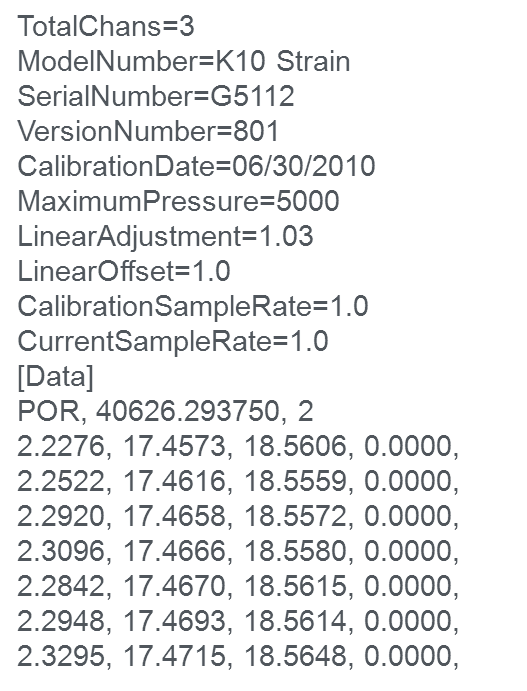 TotalChans=3
ModelNumber=K10 Strain
SerialNumber=G5112
VersionNumber=801
CalibrationDate=06/30/2010
MaximumPressure=5000
LinearAdjustment=1.03
LinearOffset=1.0
CalibrationSampleRate=1.0
CurrentSampleRate=1.0
[Data]
POR, 40626.293750, 2
2.2276, 17.4573, 18.5606, 0.0000,
2.2522, 17.4616, 18.5559, 0.0000,
2.2920, 17.4658, 18.5572, 0.0000,
2.3096, 17.4666, 18.5580, 0.0000,
2.2842, 17.4670, 18.5615, 0.0000,
2.2948, 17.4693, 18.5614, 0.0000,
2.3295, 17.4715, 18.5648, 0.0000,